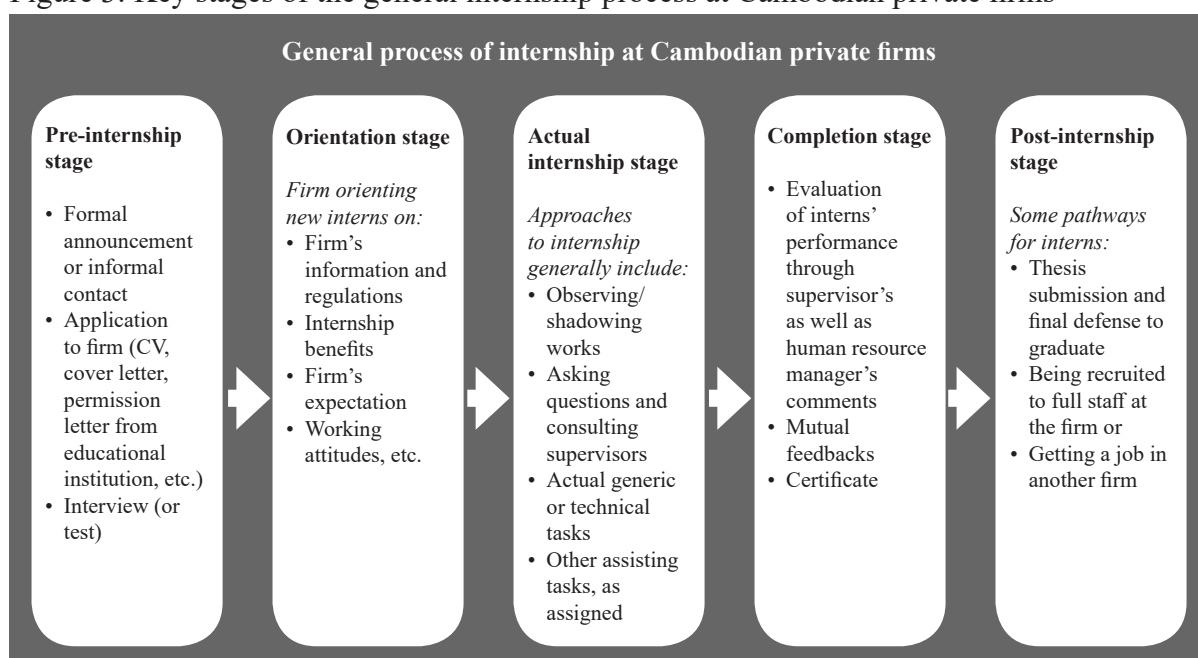 Figure 3: Key stages of the general internship process at Cambodian private firms
General process of internship at Cambodian private firms
Pre-internship
stage
• Formal
announcement
or informal
contact
• Application
to firm (CV,
cover letter,
permission
letter from
educational
institution, etc.)
• Interview (or
test)
Orientation stage
Firm orienting
new interns on:
• Firm’s
information and
regulations
• Internship
benefits
• Firm’s
expectation
• Working
attitudes, etc.
Actual
internship stage
Approaches
to internship
generally include:
• Observing/
shadowing
works
• Asking
questions and
consulting
supervisors
• Actual generic
or technical
tasks
• Other assisting
tasks, as
assigned
Completion stage
• Evaluation
of interns’
performance
through
supervisor’s
as well as
human resource
manager’s
comments
• Mutual
feedbacks
• Certificate
Post-internship
stage
Some pathways
for interns:
• Thesis
submission and
final defense to
graduate
• Being recruited
to full staff at
the firm or
• Getting a job in
another firm